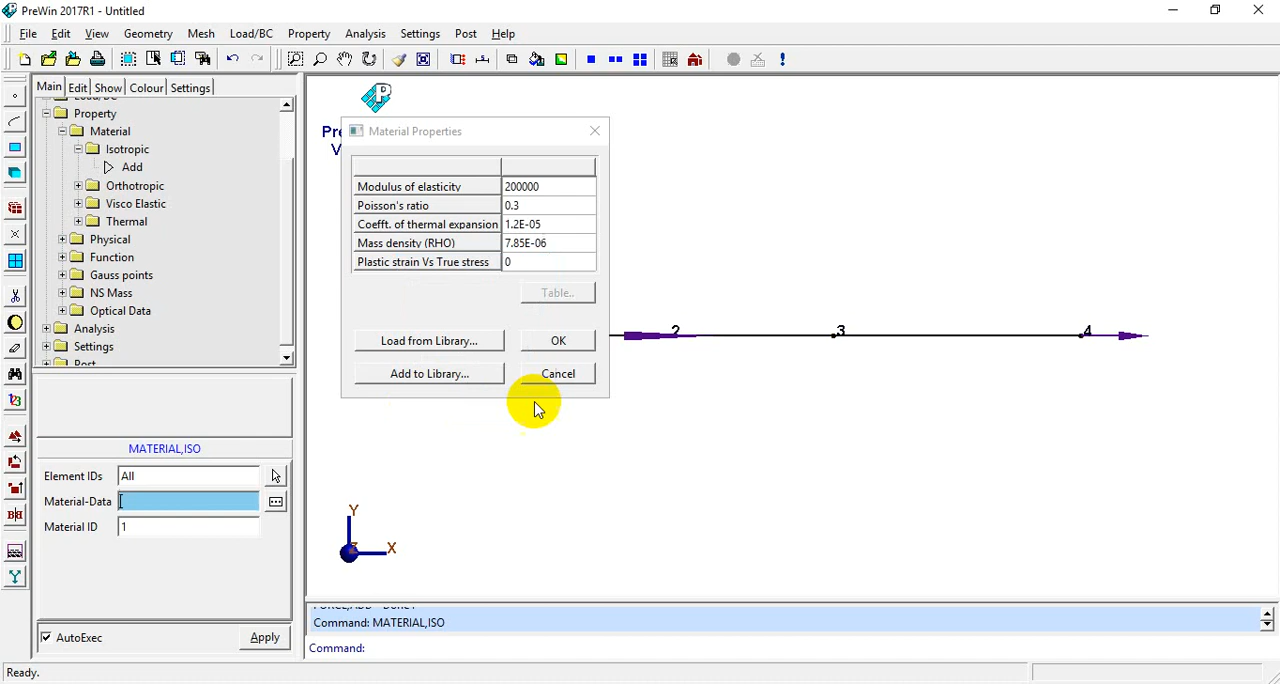 PreWin 2017R1 - Untitled
File Edit View Geometry Mesh Load/BC Property Analysis Settings Post Help
Main Edit Show Colour Settings
Property
Material
Isotropic
Add
Orthotropic
Visco Elastic
Thermal
Physical
Function
Gauss points
NS Mass
Optical Data
Analysis
Settings
Post
MATERIAL,ISO
Element IDs All
Material-Data
Material ID 1
AutoExec Apply
P
Pre
V
Material Properties
Modulus of elasticity 200000
Poisson's ratio 0.3
Coefft. of thermal expansion 1.2E-05
Mass density (RHO) 7.85E-06
Plastic strain Vs True stress 0
Table..
Load from Library... OK
Add to Library... Cancel
2 3 4
Y
Z X
FORCE,ADD - Done !
Command: MATERIAL,ISO
Command:
Ready.